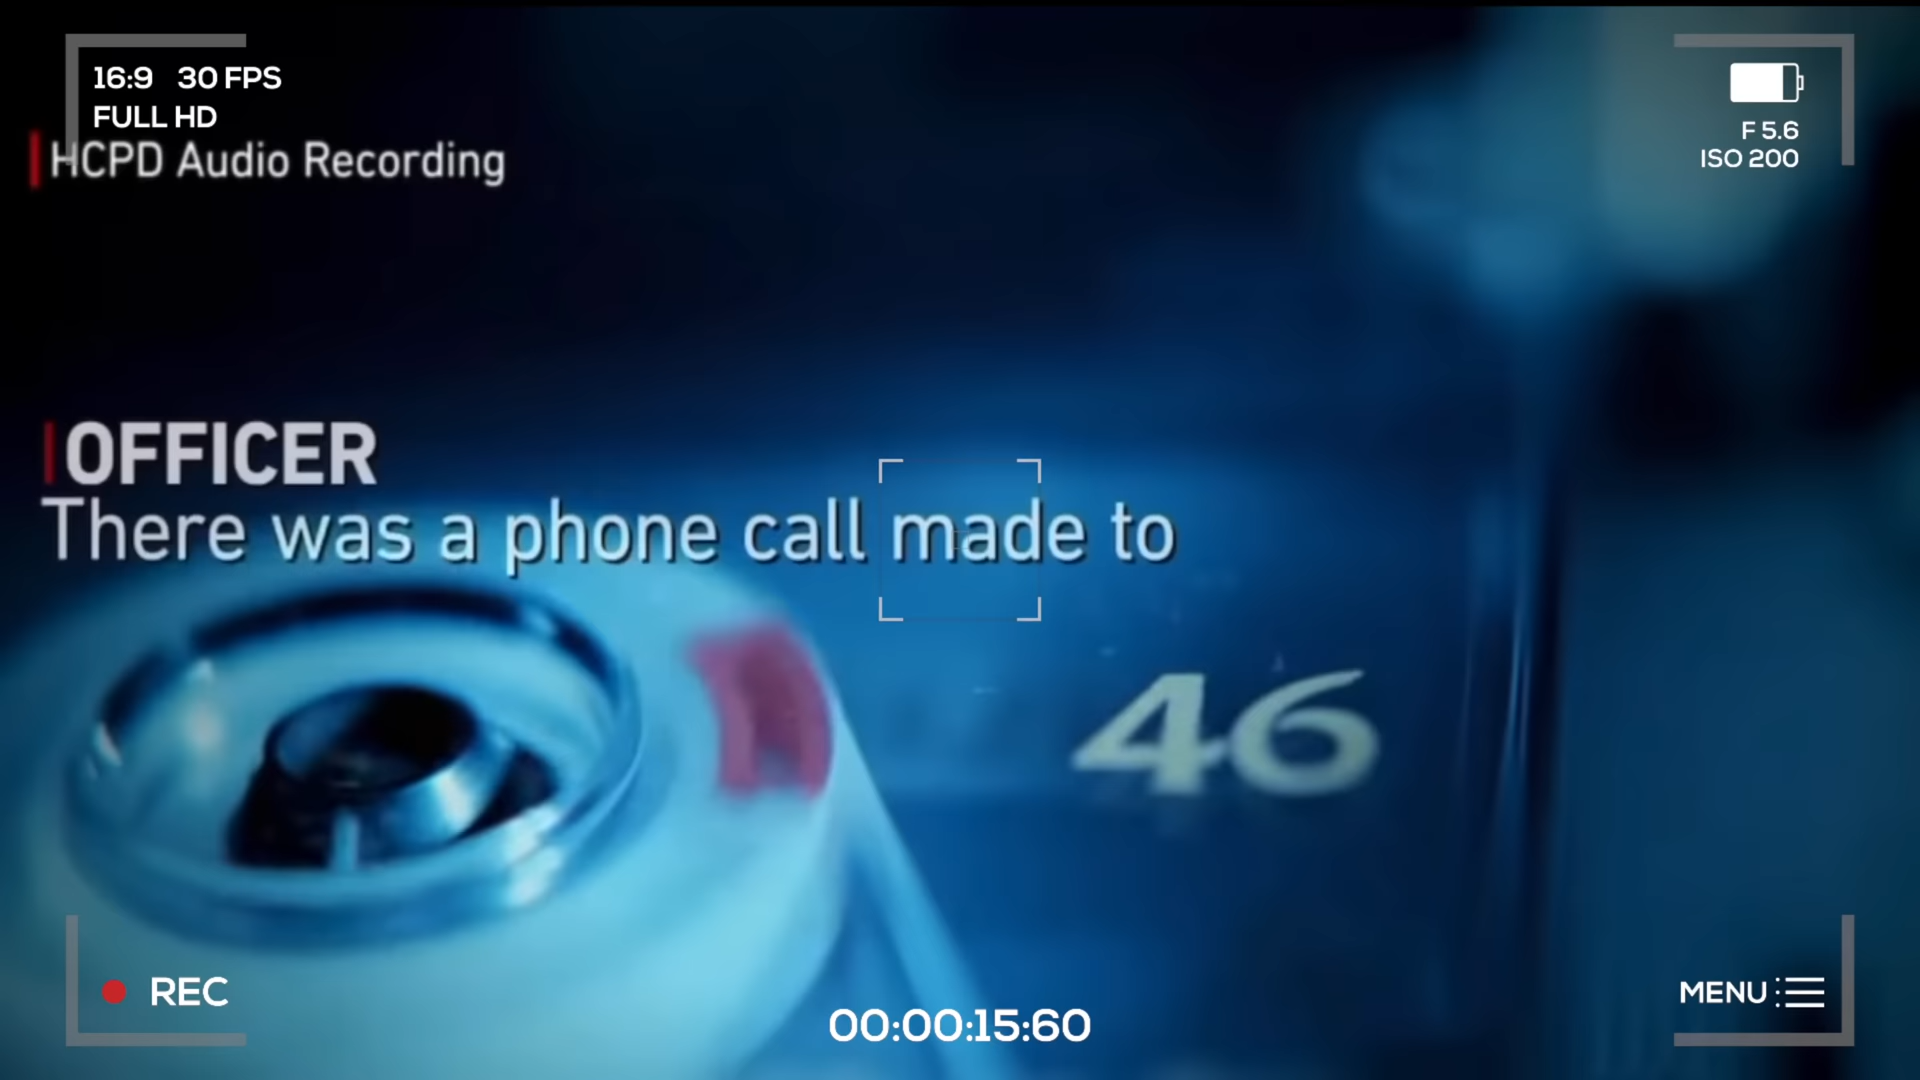 16:9 30 FPS
FULL HD
HCPD Audio Recording
F 5.6
ISO 200
OFFICER
There was a phone call made to
46
REC
00:00:15:60
MENU